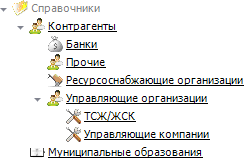 Справочники
Контрагенты
Банки
Прочие
Ресурсоснабжающие организации
Управляющие организации
ТСЖ/ЖСК
Управляющие компании
Муниципальные образования